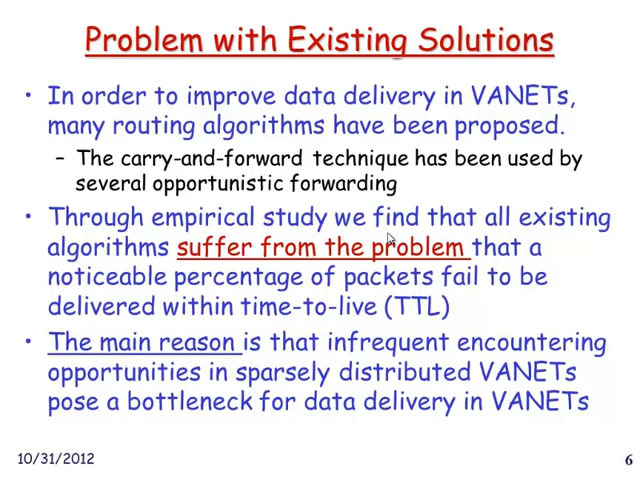 Problem with Existing Solutions
• In order to improve data delivery in VANETs,
many routing algorithms have been proposed.
– The carry-and-forward technique has been used by
several opportunistic forwarding
• Through empirical study we find that all existing
algorithms suffer from the problem that a
noticeable percentage of packets fail to be
delivered within time-to-live (TTL)
• The main reason is that infrequent encountering
opportunities in sparsely distributed VANETs
pose a bottleneck for data delivery in VANETs
10/31/2012
6